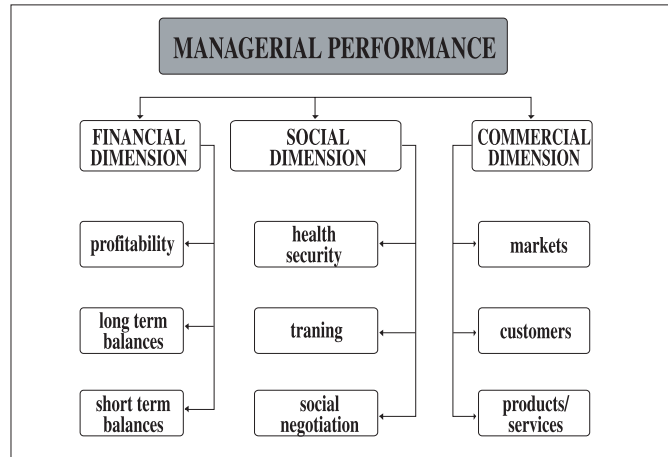 MANAGERIAL PERFORMANCE
FINANCIAL
DIMENSION
SOCIAL
DIMENSION
COMMERCIAL
DIMENSION
profitability
health
security
markets
long term
balances
traning
customers
short term
balances
social
negotiation
products/
services